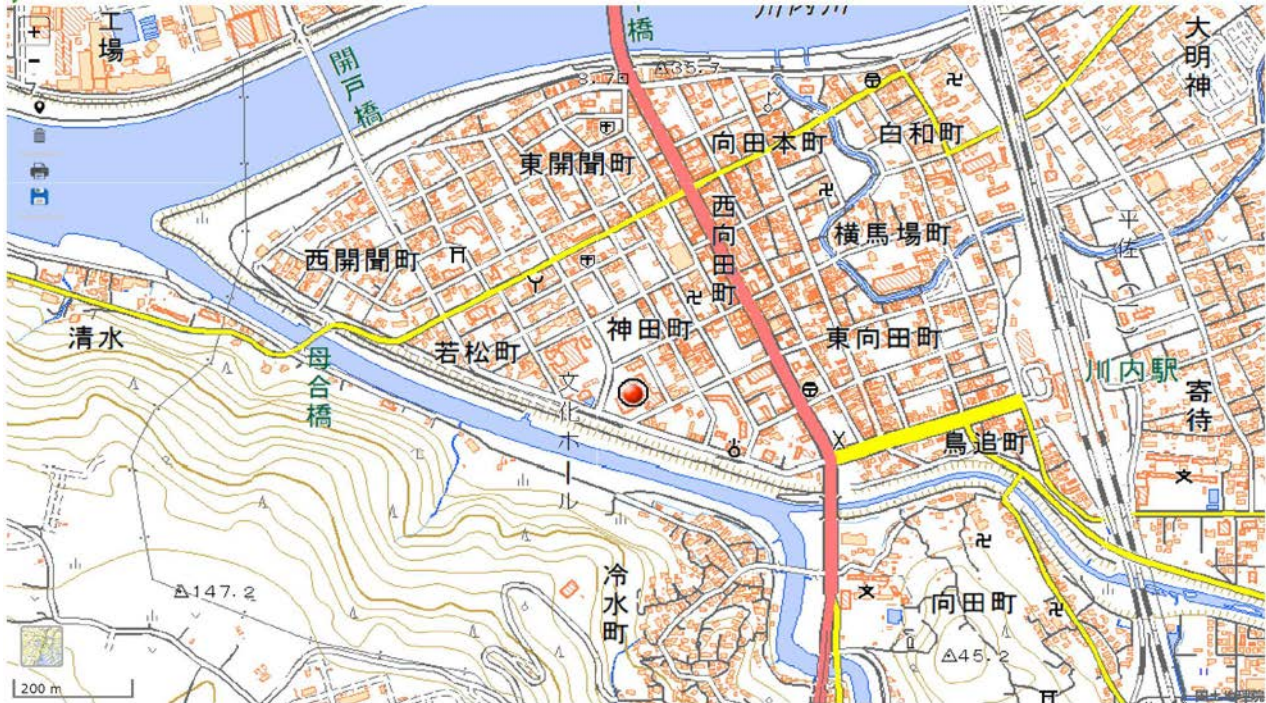 工場
開戸橋
橋
川内川
大明神
3.7
35.7
東開聞町
向田本町
白和町
西向田町
横馬場町
平佐
西開聞町
神田町
東向田町
清水
若松町
母合橋
文化ホール
川内駅
寄待
鳥追町
冷水町
向田町
147.2
45.2
200 m